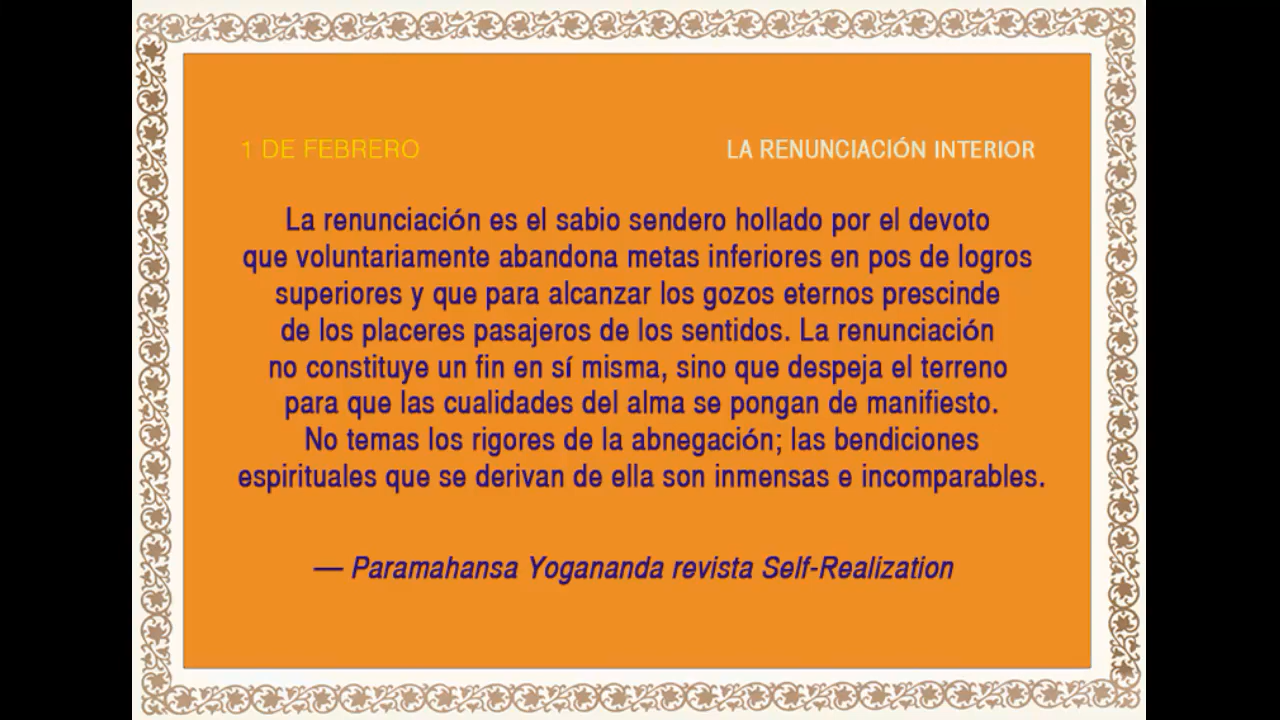 1 DE FEBRERO
LA RENUNCIACIÓN INTERIOR
La renunciación es el sabio sendero hollado por el devoto
que voluntariamente abandona metas inferiores en pos de logros
superiores y que para alcanzar los gozos eternos prescinde
de los placeres pasajeros de los sentidos. La renunciación
no constituye un fin en sí misma, sino que despeja el terreno
para que las cualidades del alma se pongan de manifiesto.
No temas los rigores de la abnegación; las bendiciones
espirituales que se derivan de ella son inmensas e incomparables.
— Paramahansa Yogananda revista Self-Realization